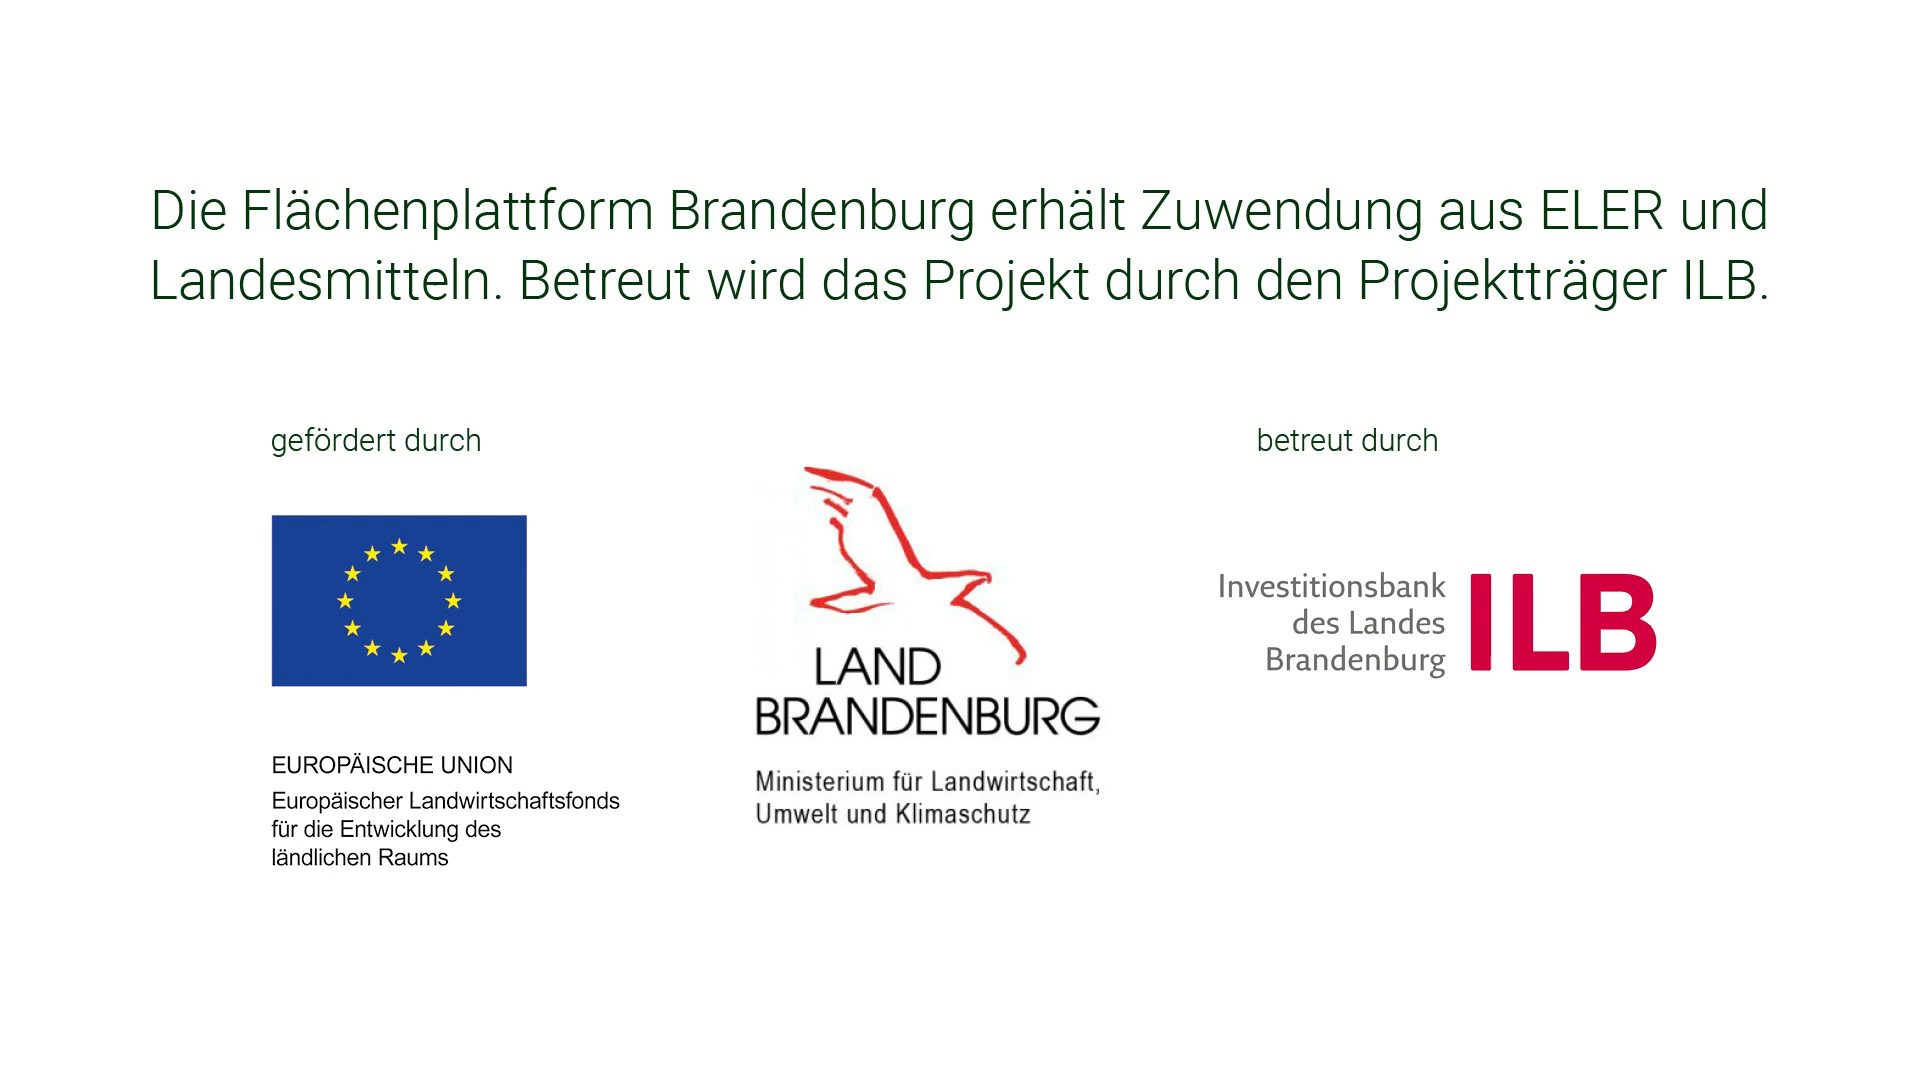 Die Flächenplattform Brandenburg erhält Zuwendung aus ELER und
Landesmitteln. Betreut wird das Projekt durch den Projektträger ILB.
gefördert durch
EUROPÄISCHE UNION
Europäischer Landwirtschaftsfonds
für die Entwicklung des
ländlichen Raums
LAND
BRANDENBURG
Ministerium für Landwirtschaft,
Umwelt und Klimaschutz
betreut durch
Investitionsbank
des Landes
Brandenburg
ILB